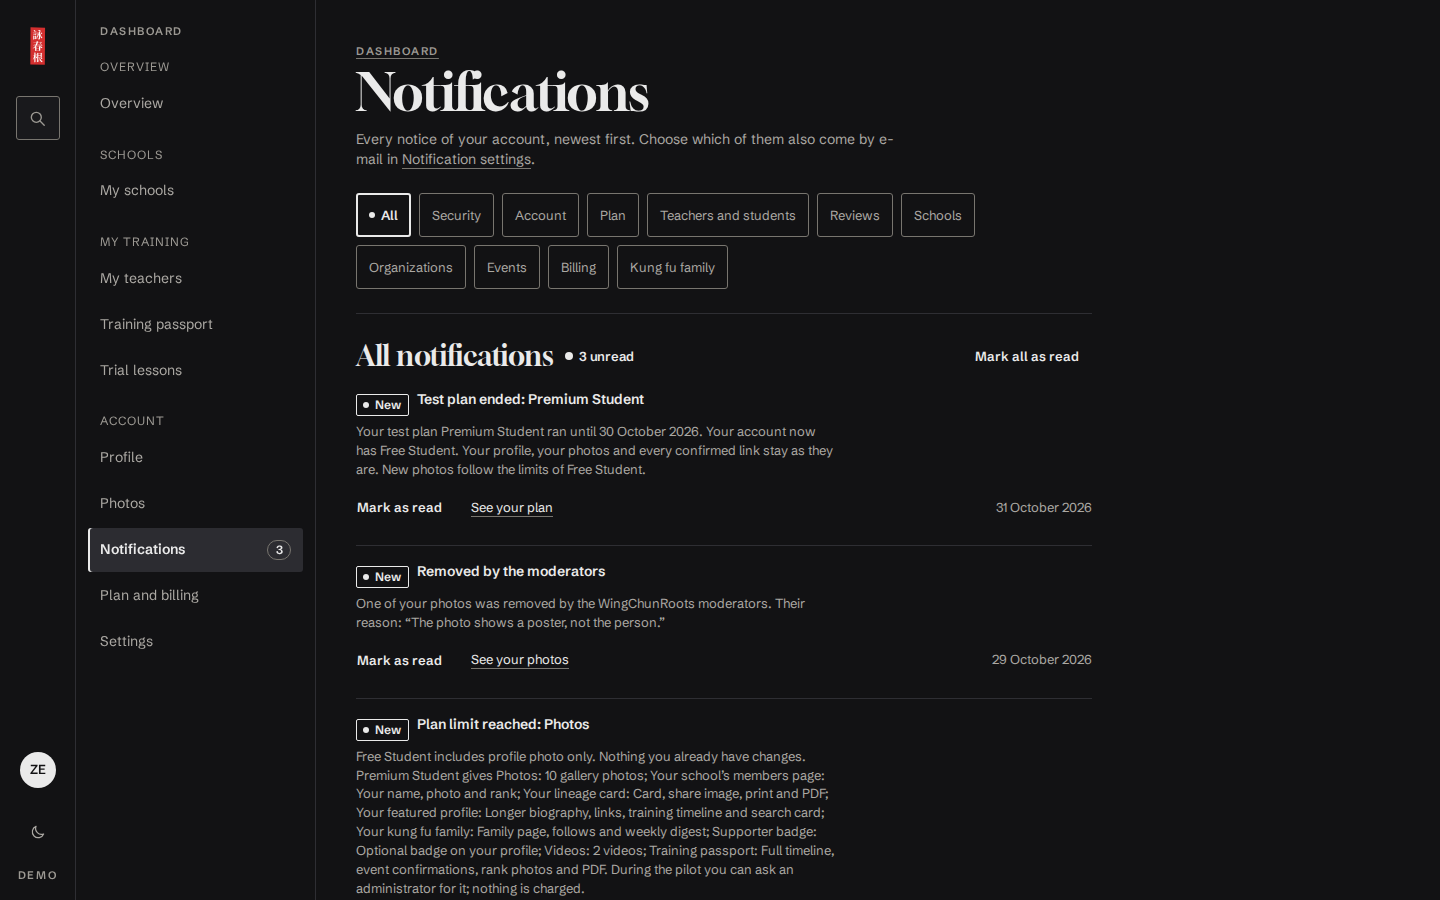 詠春根
DASHBOARD
OVERVIEW
Overview
SCHOOLS
My schools
MY TRAINING
My teachers
Training passport
Trial lessons
ACCOUNT
Profile
Photos
Notifications 3
Plan and billing
Settings
ZE
DEMO
DASHBOARD
Notifications
Every notice of your account, newest first. Choose which of them also come by e-
mail in Notification settings.
All Security Account Plan Teachers and students Reviews Schools
Organizations Events Billing Kung fu family
All notifications 3 unread Mark all as read
New Test plan ended: Premium Student
Your test plan Premium Student ran until 30 October 2026. Your account now
has Free Student. Your profile, your photos and every confirmed link stay as they
are. New photos follow the limits of Free Student.
Mark as read See your plan 31 October 2026
New Removed by the moderators
One of your photos was removed by the WingChunRoots moderators. Their
reason: “The photo shows a poster, not the person.”
Mark as read See your photos 29 October 2026
New Plan limit reached: Photos
Free Student includes profile photo only. Nothing you already have changes.
Premium Student gives Photos: 10 gallery photos; Your school’s members page:
Your name, photo and rank; Your lineage card: Card, share image, print and PDF;
Your featured profile: Longer biography, links, training timeline and search card;
Your kung fu family: Family page, follows and weekly digest; Supporter badge:
Optional badge on your profile; Videos: 2 videos; Training passport: Full timeline,
event confirmations, rank photos and PDF. During the pilot you can ask an
administrator for it; nothing is charged.